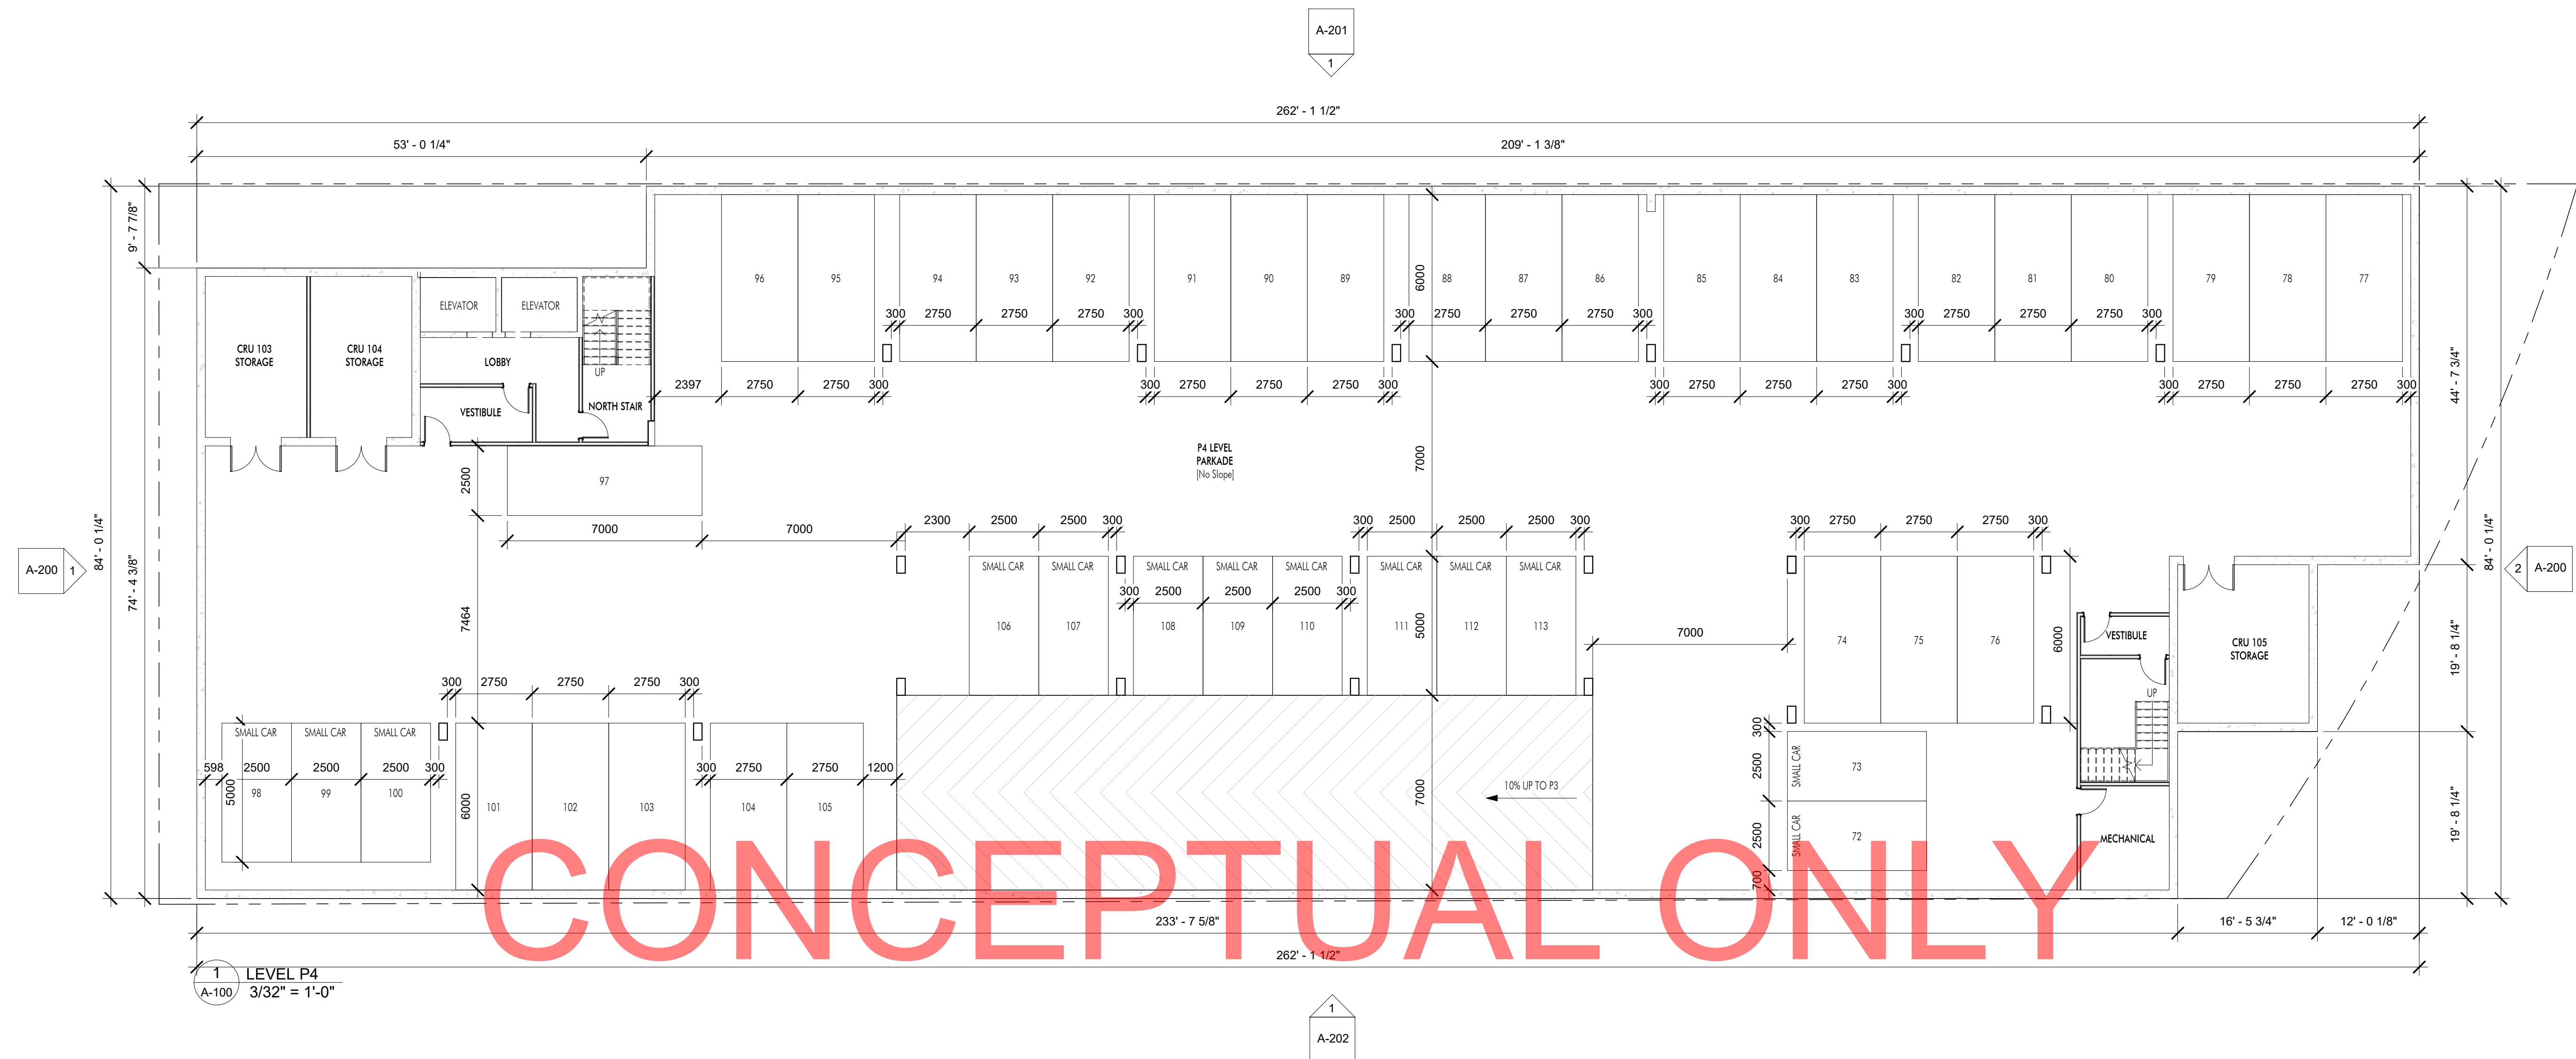 A-201
1
262' - 1 1/2"
53' - 0 1/4"
209' - 1 3/8"
9' - 7 7/8"
84' - 0 1/4"
74' - 4 3/8"
44' - 7 3/4"
84' - 0 1/4"
19' - 8 1/4"
19' - 8 1/4"
A-200
1
2
A-200
96
95
94
93
92
91
90
89
88
87
86
85
84
83
82
81
80
79
78
77
6000
300
2750
2750
2750
300
300
2750
2750
2750
300
300
2750
2750
2750
300
ELEVATOR
ELEVATOR
CRU 103
STORAGE
CRU 104
STORAGE
LOBBY
UP
VESTIBULE
NORTH STAIR
2397
2750
2750
300
300
2750
2750
2750
300
300
2750
2750
2750
300
300
2750
2750
2750
300
P4 LEVEL
PARKADE
[No Slope]
7000
2500
97
7000
7000
2300
2500
2500
300
300
2500
2500
2500
300
300
2750
2750
2750
300
SMALL CAR
SMALL CAR
SMALL CAR
SMALL CAR
SMALL CAR
SMALL CAR
SMALL CAR
SMALL CAR
300
2500
2500
2500
300
7464
106
107
108
109
110
111
5000
112
113
7000
74
75
76
6000
VESTIBULE
CRU 105
STORAGE
UP
300
2750
2750
2750
300
SMALL CAR
SMALL CAR
SMALL CAR
598
2500
2500
2500
300
5000
98
99
100
6000
101
102
103
300
2750
2750
1200
104
105
7000
10% UP TO P3
300
2500
2500
700
SMALL CAR
73
SMALL CAR
72
MECHANICAL
CONCEPTUAL ONLY
233' - 7 5/8"
16' - 5 3/4"
12' - 0 1/8"
262' - 1 1/2"
1
A-100
LEVEL P4
3/32" = 1'-0"
1
A-202